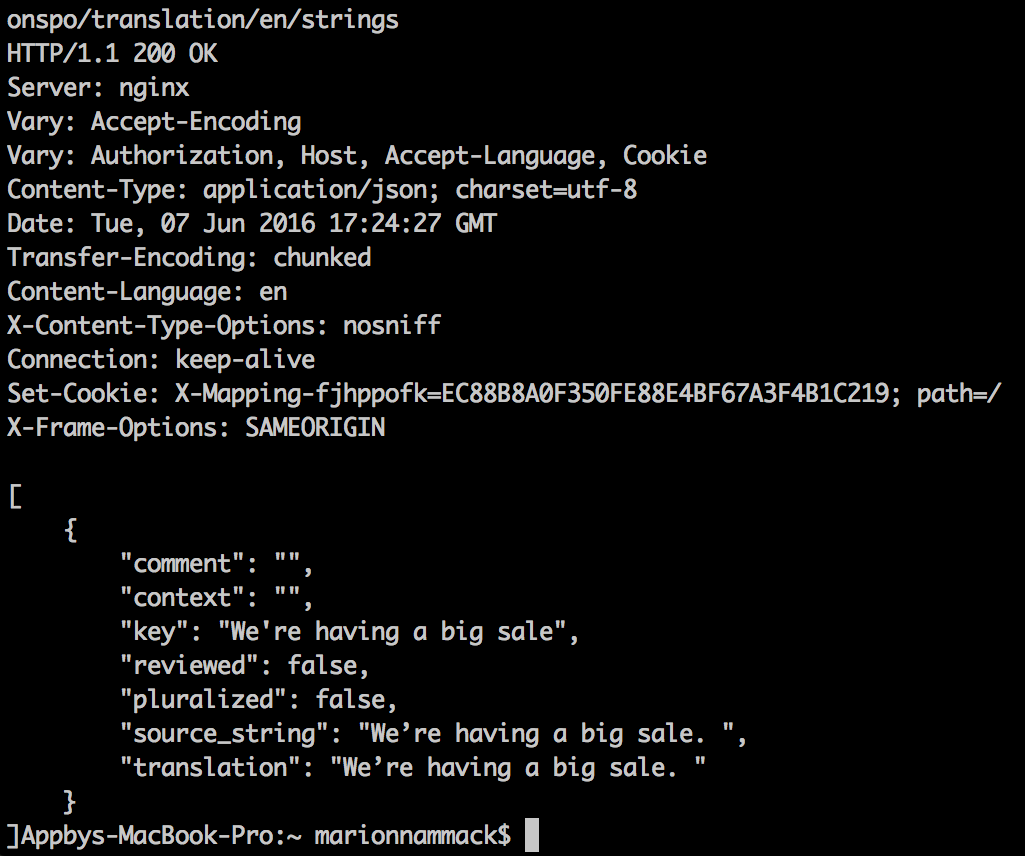 onspo/translation/en/strings
HTTP/1.1 200 OK
Server: nginx
Vary: Accept-Encoding
Vary: Authorization, Host, Accept-Language, Cookie
Content-Type: application/json; charset=utf-8
Date: Tue, 07 Jun 2016 17:24:27 GMT
Transfer-Encoding: chunked
Content-Language: en
X-Content-Type-Options: nosniff
Connection: keep-alive
Set-Cookie: X-Mapping-fjhppofk=EC88B8A0F350FE88E4BF67A3F4B1C219; path=/
X-Frame-Options: SAMEORIGIN

[
    {
        "comment": "",
        "context": "",
        "key": "We're having a big sale",
        "reviewed": false,
        "pluralized": false,
        "source_string": "We’re having a big sale. ",
        "translation": "We’re having a big sale. "
    }
]Appbys-MacBook-Pro:~ marionnammack$